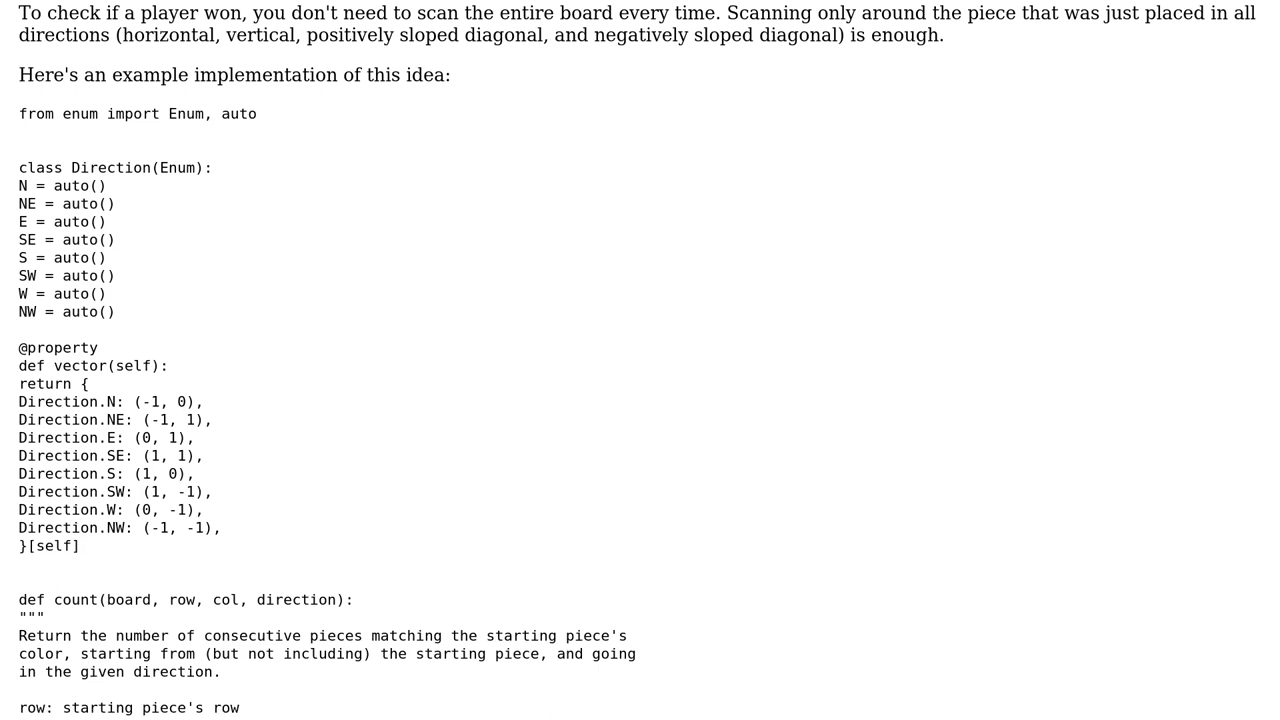 To check if a player won, you don't need to scan the entire board every time. Scanning only around the piece that was just placed in all
directions (horizontal, vertical, positively sloped diagonal, and negatively sloped diagonal) is enough.
Here's an example implementation of this idea:
from enum import Enum, auto
class Direction(Enum):
N = auto()
NE = auto()
E = auto()
SE = auto()
S = auto()
SW = auto()
W = auto()
NW = auto()
@property
def vector(self):
return {
Direction.N: (-1, 0),
Direction.NE: (-1, 1),
Direction.E: (0, 1),
Direction.SE: (1, 1),
Direction.S: (1, 0),
Direction.SW: (1, -1),
Direction.W: (0, -1),
Direction.NW: (-1, -1),
}[self]
def count(board, row, col, direction):
"""
Return the number of consecutive pieces matching the starting piece's
color, starting from (but not including) the starting piece, and going
in the given direction.
row: starting piece's row